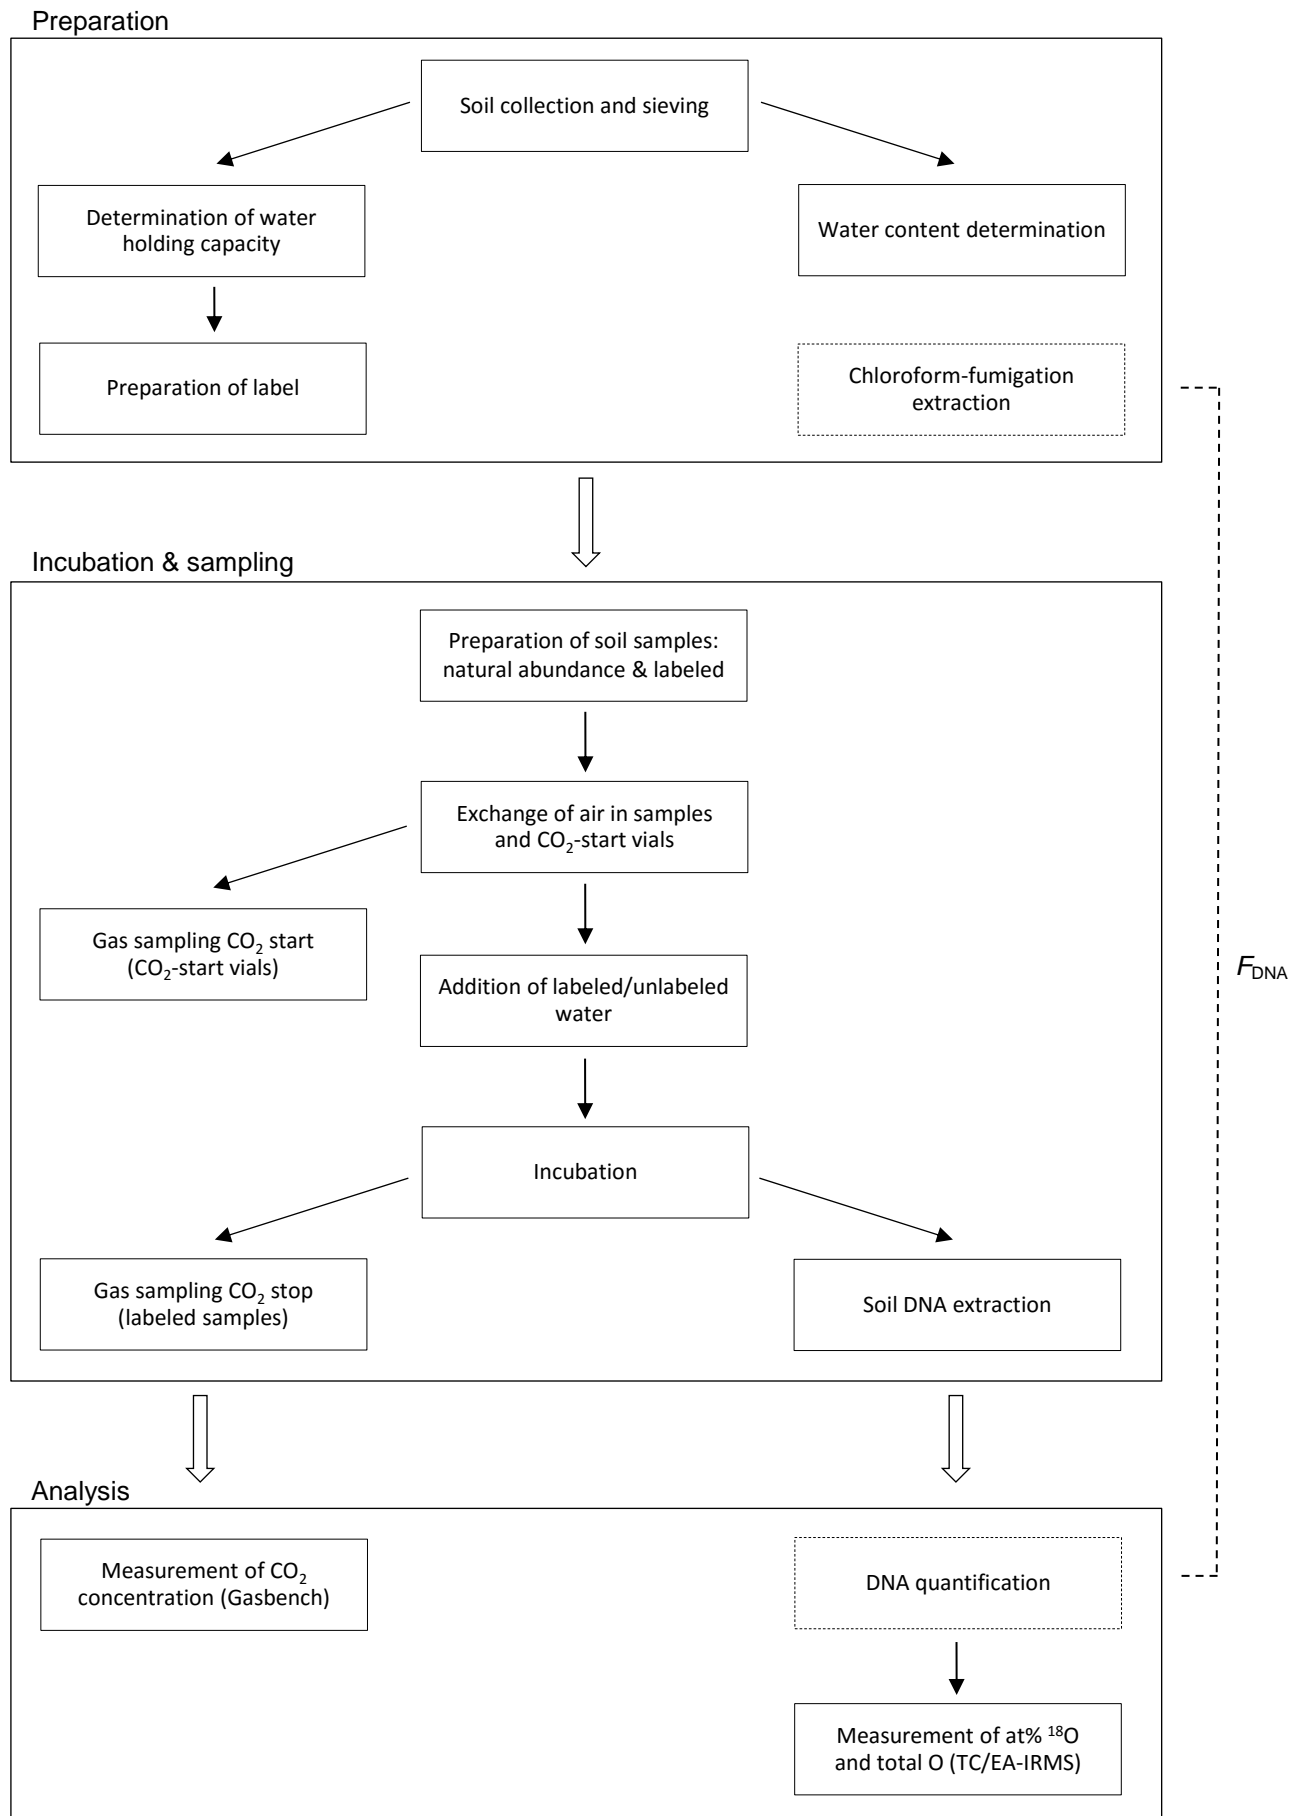 Preparation
Soil collection and sieving
Determination of water
holding capacity
Water content determination
Preparation of label
Chloroform-fumigation
extraction
Incubation & sampling
Preparation of soil samples:
natural abundance & labeled
Exchange of air in samples
and CO₂-start vials
Gas sampling CO₂ start
(CO₂-start vials)
Addition of labeled/unlabeled
water
F_DNA
Incubation
Gas sampling CO₂ stop
(labeled samples)
Soil DNA extraction
Analysis
Measurement of CO₂
concentration (Gasbench)
DNA quantification
Measurement of at% ¹⁸O
and total O (TC/EA-IRMS)